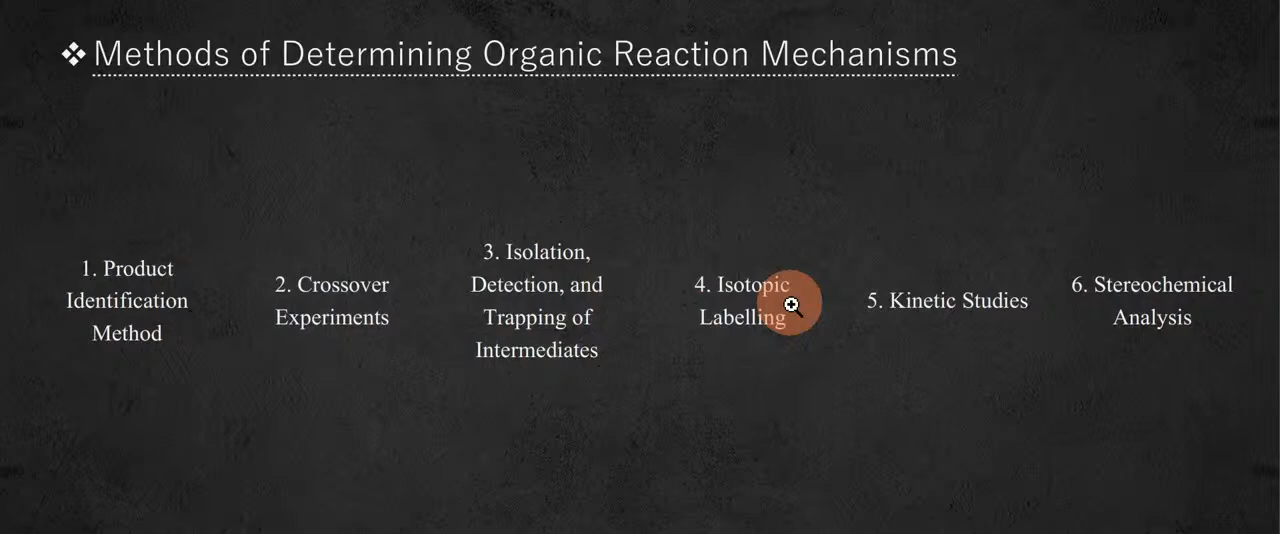 ❖ Methods of Determining Organic Reaction Mechanisms
1. Product
Identification
Method
2. Crossover
Experiments
3. Isolation,
Detection, and
Trapping of
Intermediates
4. Isotopic
Labelling
5. Kinetic Studies
6. Stereochemical
Analysis